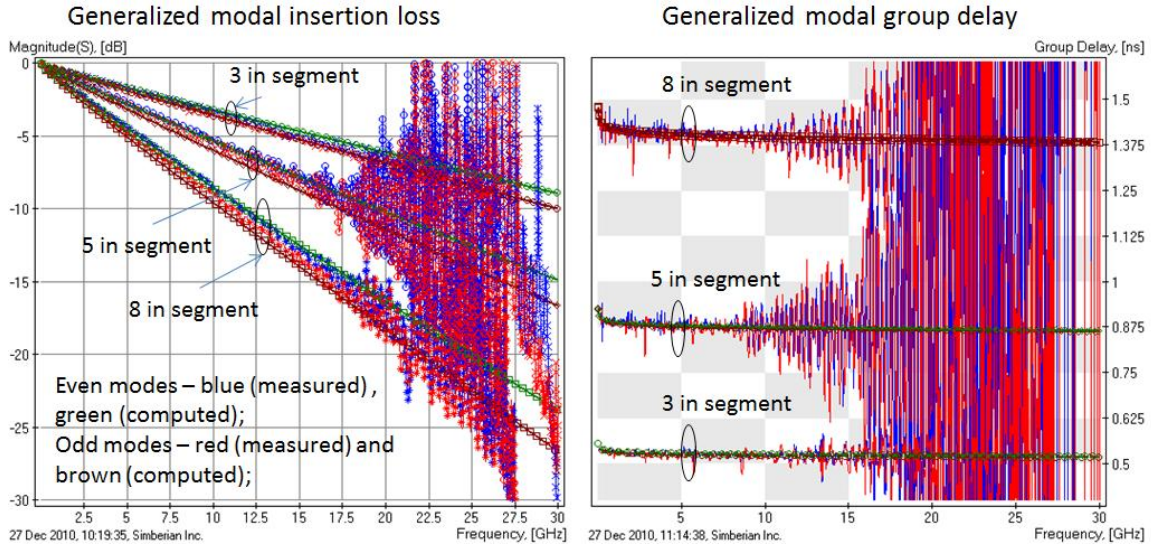 Generalized modal insertion loss
Magnitude(S), [dB]
0
-5
-10
-15
-20
-25
-30
3 in segment
5 in segment
8 in segment
Even modes – blue (measured) ,
green (computed);
Odd modes – red (measured) and
brown (computed);
2.5 5 7.5 10 12.5 15 17.5 20 22.5 25 27.5 30
27 Dec 2010, 10:19:35, Simberian Inc.
Frequency, [GHz]
Generalized modal group delay
Group Delay, [ns]
8 in segment
5 in segment
3 in segment
1.5
1.375
1.25
1.125
1
0.875
0.75
0.625
0.5
5 10 15 20 25 30
27 Dec 2010, 11:14:38, Simberian Inc.
Frequency, [GHz]